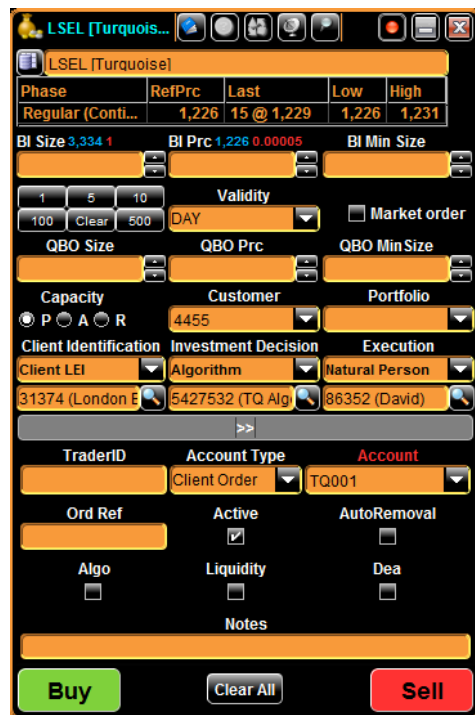 LSEL [Turquois...
LSEL [Turquoise]
Phase RefPrc Last Low High
Regular (Conti... 1,226 15 @ 1,229 1,226 1,231
BI Size 3,334 1 BI Prc 1,226 0.00005 BI Min Size
1 5 10 Validity
100 Clear 500 DAY Market order
QBO Size QBO Prc QBO Min Size
Capacity Customer Portfolio
P A R 4455
Client Identification Investment Decision Execution
Client LEI Algorithm Natural Person
31374 (London E 5427532 (TQ Algo 86352 (David)
>>
TraderID Account Type Account
Client Order TQ001
Ord Ref Active AutoRemoval
Algo Liquidity Dea
Notes
Buy Clear All Sell